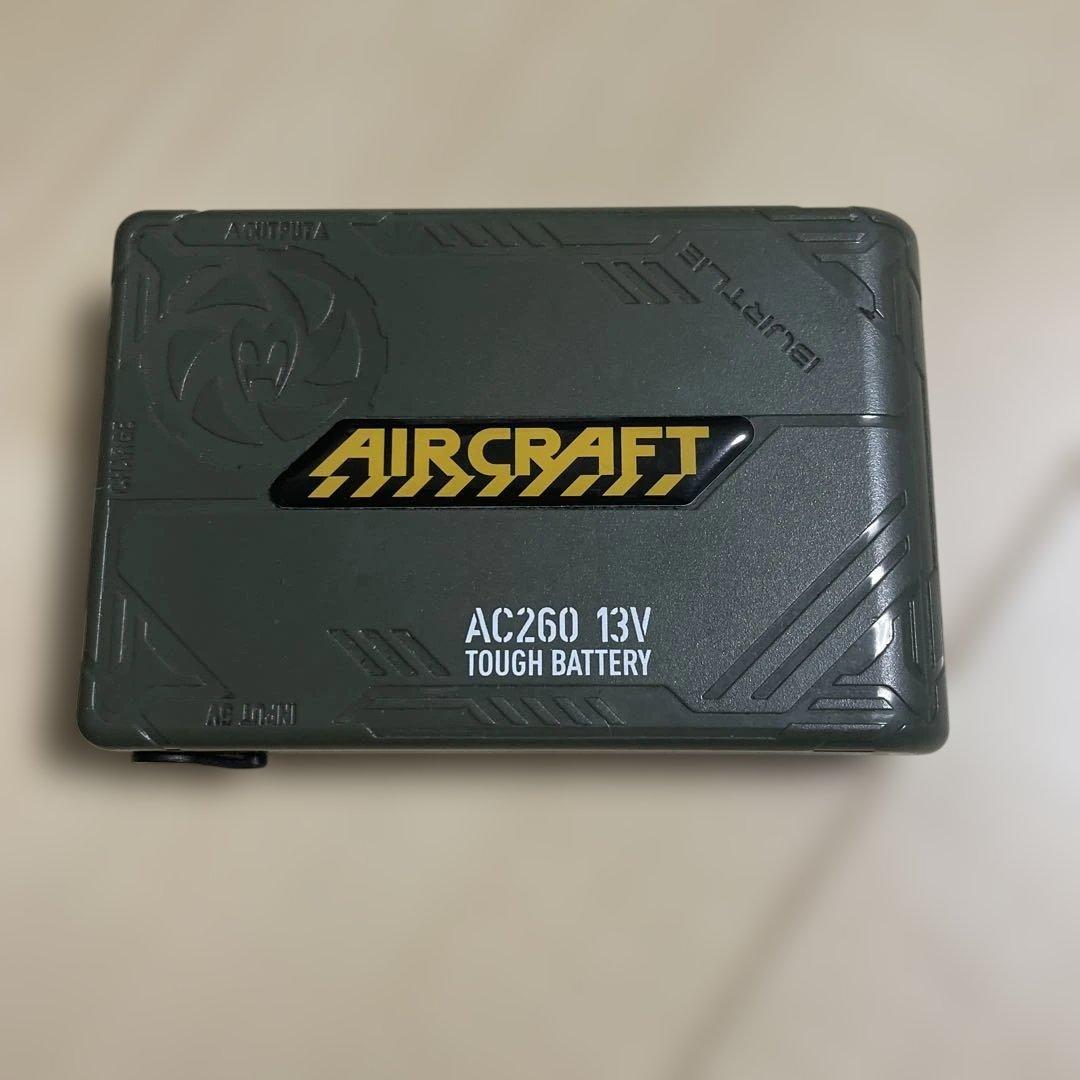 OUTPUT
BURTLE
CHARGE
AIRCRAFT
AC260 13V
TOUGH BATTERY
INPUT 5V